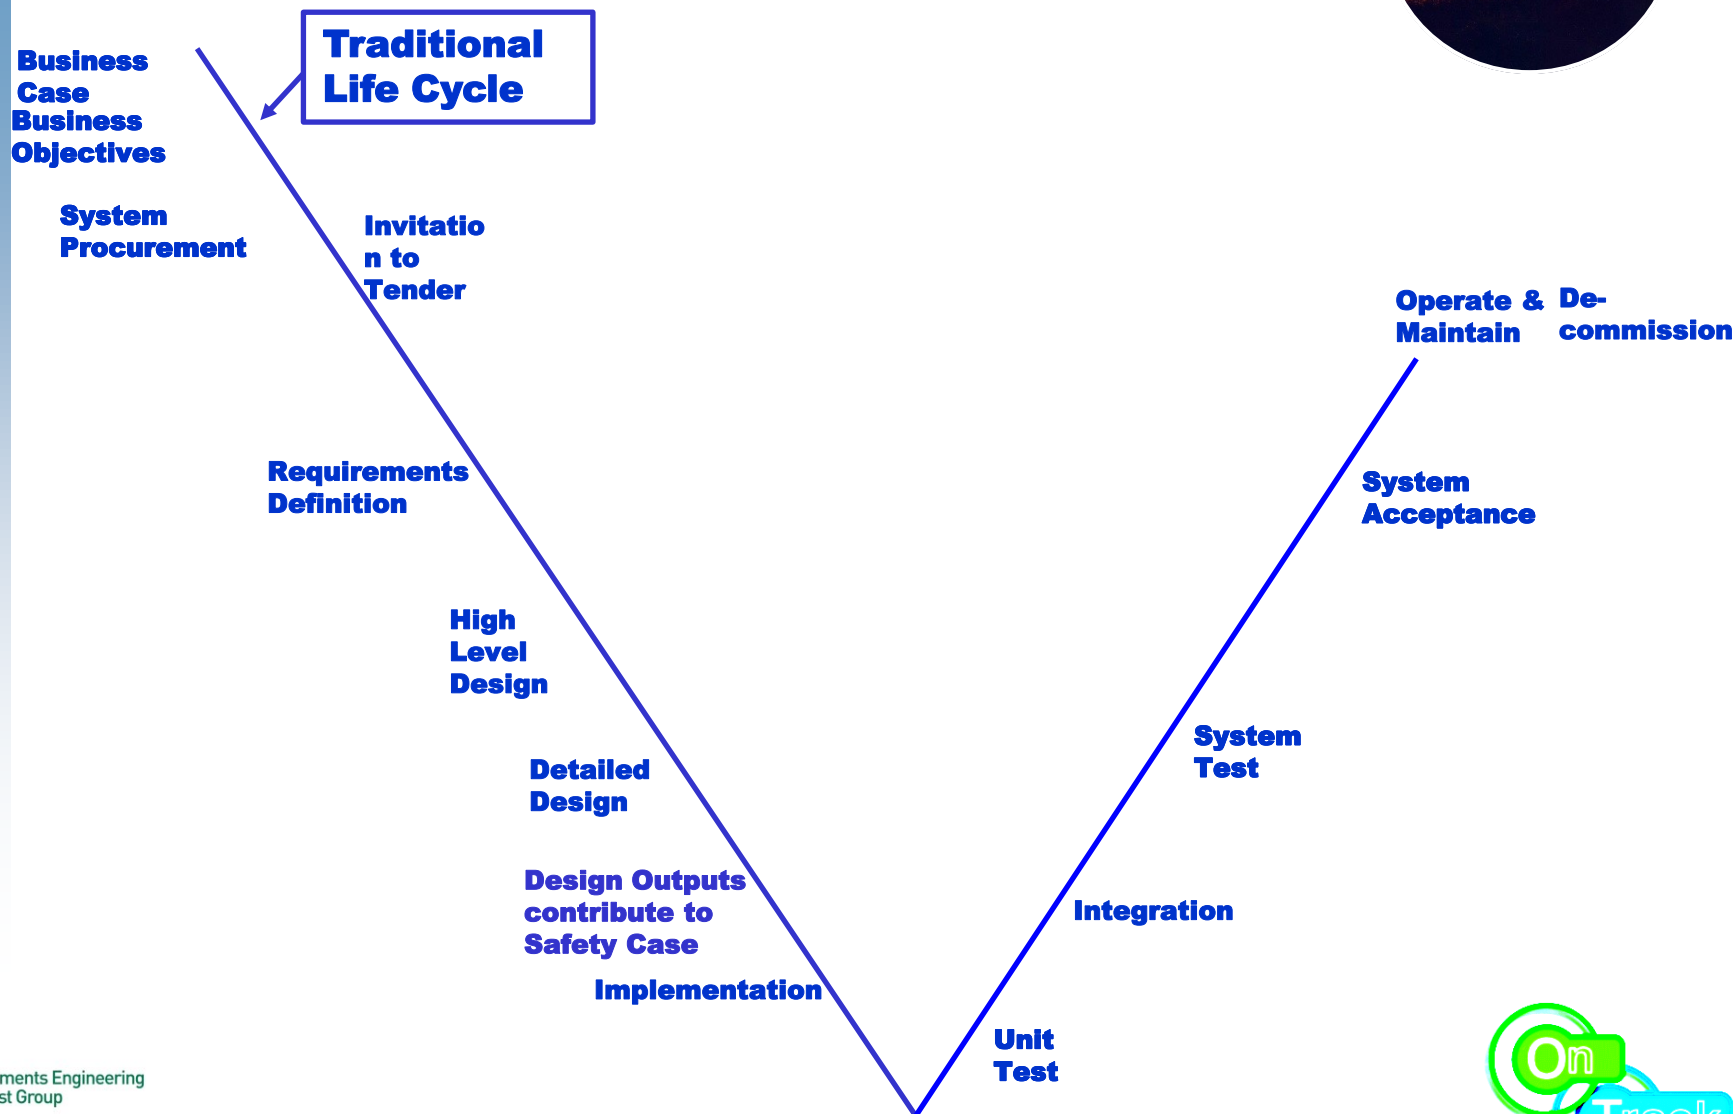 Traditional
Life Cycle
Business
Case
Business
Objectives
System
Procurement
Invitatio
n to
Tender
Operate &
Maintain
De-
commission
Requirements
Definition
System
Acceptance
High
Level
Design
System
Test
Detailed
Design
Design Outputs
contribute to
Safety Case
Integration
Implementation
Unit
Test
On
Track
ments Engineering
st Group